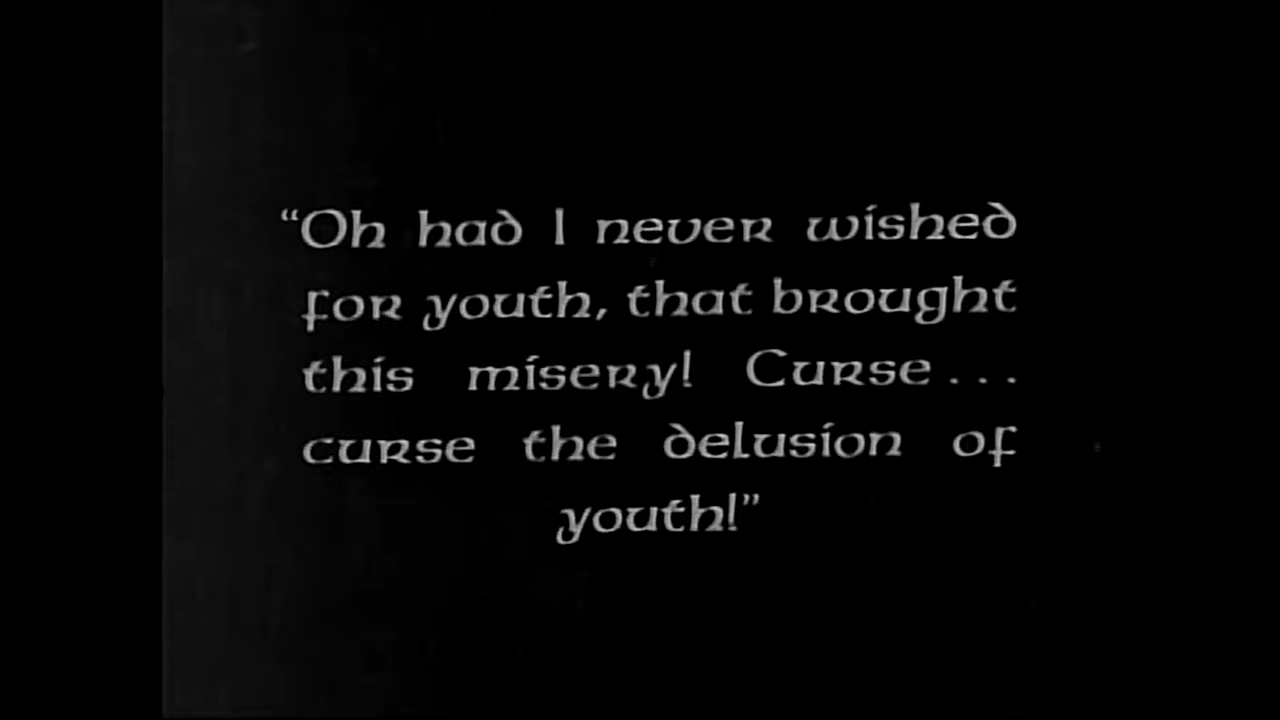 “Oh had I never wished
for youth, that brought
this misery! Curse...
curse the delusion of
youth!”